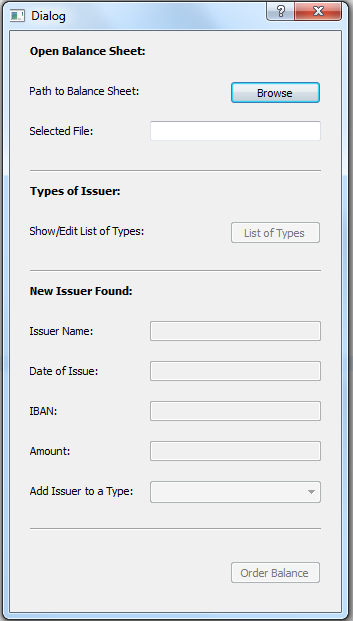 Dialog
Open Balance Sheet:
Path to Balance Sheet: Browse
Selected File:
Types of Issuer:
Show/Edit List of Types: List of Types
New Issuer Found:
Issuer Name:
Date of Issue:
IBAN:
Amount:
Add Issuer to a Type:
Order Balance